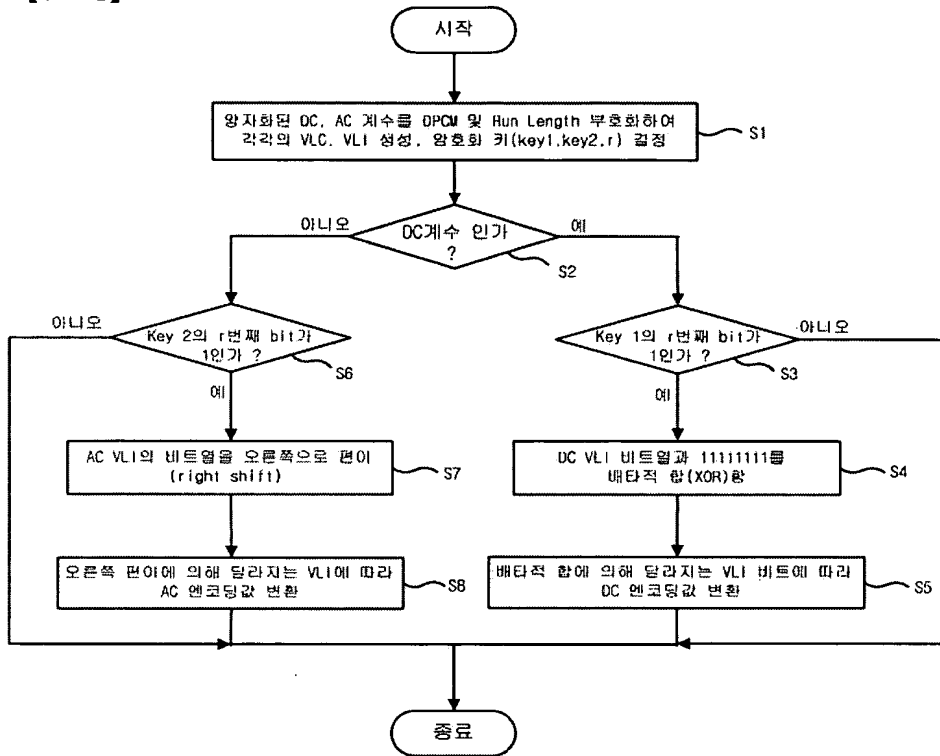 시작
양자화된 DC, AC 계수를 DPCM 및 Run Length 부호화하여
각각의 VLC, VLI 생성, 암호화 키(key1,key2,r) 결정
S1
아니오
예
DC계수 인가
?
S2
아니오
Key 2의 r번째 bit가
1인가 ?
S6
Key 1의 r번째 bit가
1인가 ?
아니오
S3
예
예
AC VLI의 비트열을 오른쪽으로 편이
(right shift)
S7
DC VLI 비트열과 11111111를
배타적 합(XOR)함
S4
오른쪽 편이에 의해 달라지는 VLI에 따라
AC 엔코딩값 변환
S8
배타적 합에 의해 달라지는 VLI 비트에 따라
DC 엔코딩값 변환
S5
종료